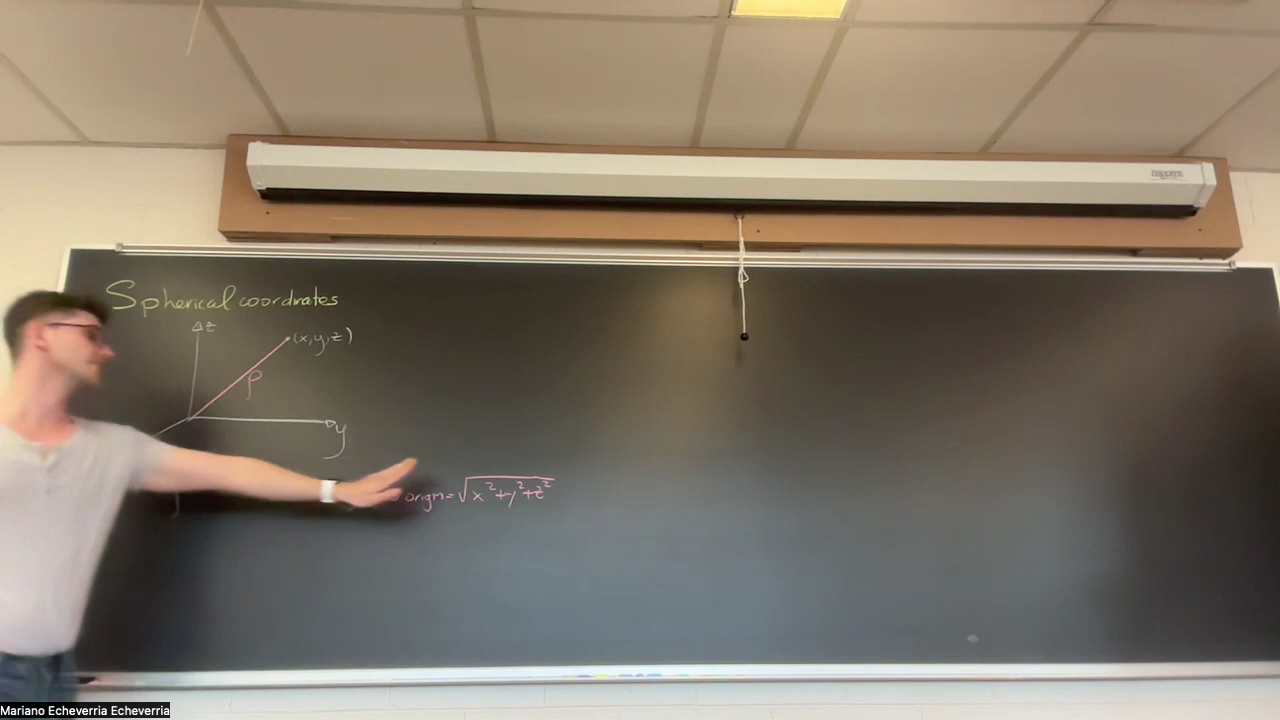 Spherical coordinates
z
(x,y,z)
ρ
y
origin = √x²+y²+z²
Mariano Echeverria Echeverria